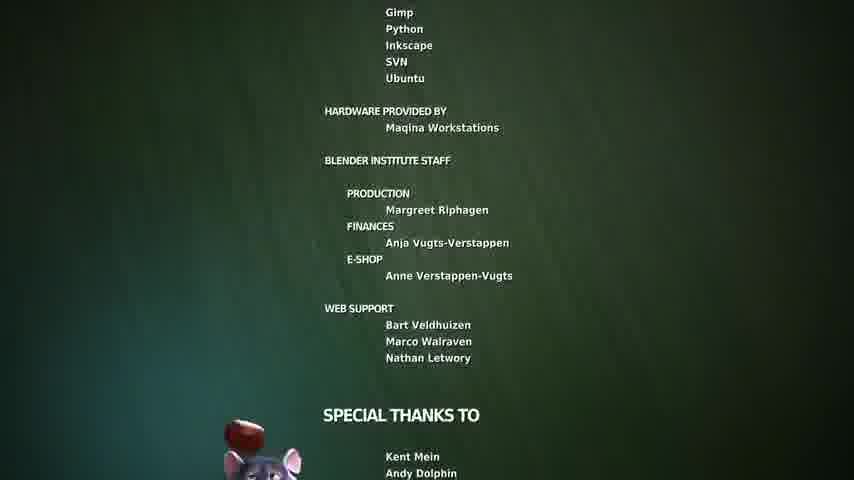 Gimp
Python
Inkscape
SVN
Ubuntu
HARDWARE PROVIDED BY
Maqina Workstations
BLENDER INSTITUTE STAFF
PRODUCTION
Margreet Riphagen
FINANCES
Anja Vugts-Verstappen
E-SHOP
Anne Verstappen-Vugts
WEB SUPPORT
Bart Veldhuizen
Marco Walraven
Nathan Letwory
SPECIAL THANKS TO
Kent Mein
Andy Dolphin